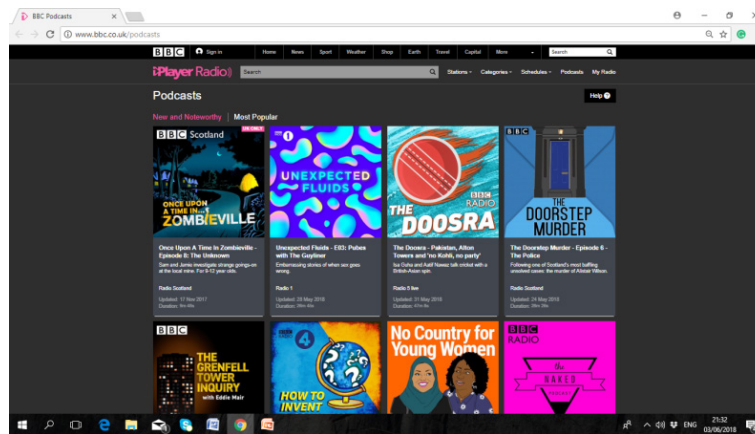 BBC Podcasts
www.bbc.co.uk/podcasts
BBC Sign in Home News Sport Weather Shop Earth Travel Capital More Search
iPlayer Radio Search Stations Categories Schedules Podcasts My Radio
Podcasts
Help
New and Noteworthy | Most Popular
BBC Scotland
ONCE UPON
A TIME IN...
ZOMBIEVILLE
1
UNEXPECTED
FLUIDS
BBC
RADIO
THE
DOOSRA
BBC
THE
DOORSTEP
MURDER
Once Upon A Time In Zombieville -
Episode 8: The Unknown
Sam and Jamie investigate strange goings-on
at the local mine. For 8-12 year olds.
Radio Scotland
Updated: 17 Nov 2017
Unexpected Fluids - E03: Pubes
with The Guyliner
Embarrassing stories of when sex goes
wrong.
Radio 1
Updated: 28 May 2018
The Doosra - Pakistan, Alton
Towers and 'no Kohli, no party'
Isa Guha and Aatif Nawaz talk cricket with a
British-Asian spin.
Radio 5 live
Updated: 31 May 2018
The Doorstep Murder - Episode 6 -
The Police
Following one of Scotland's most baffling
unsolved cases: the murder of Alistair Wilson.
Radio Scotland
Updated: 24 May 2018
BBC
THE
GRENFELL
TOWER
INQUIRY
with Eddie Mair
BBC
RADIO
4
HOW TO
INVENT
No Country for
Young Women
BBC
RADIO
the
NAKED
PODCAST
ENG
21:32
03/06/2018